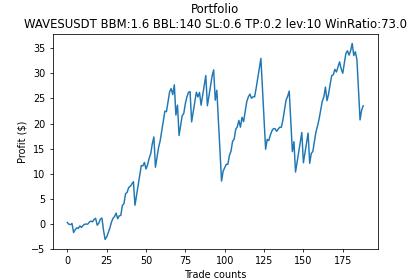 Portfolio
WAVESUSDT BBM:1.6 BBL:140 SL:0.6 TP:0.2 lev:10 WinRatio:73.0
35
30
25
20
15
10
5
0
−5
Profit ($)
0 25 50 75 100 125 150 175
Trade counts